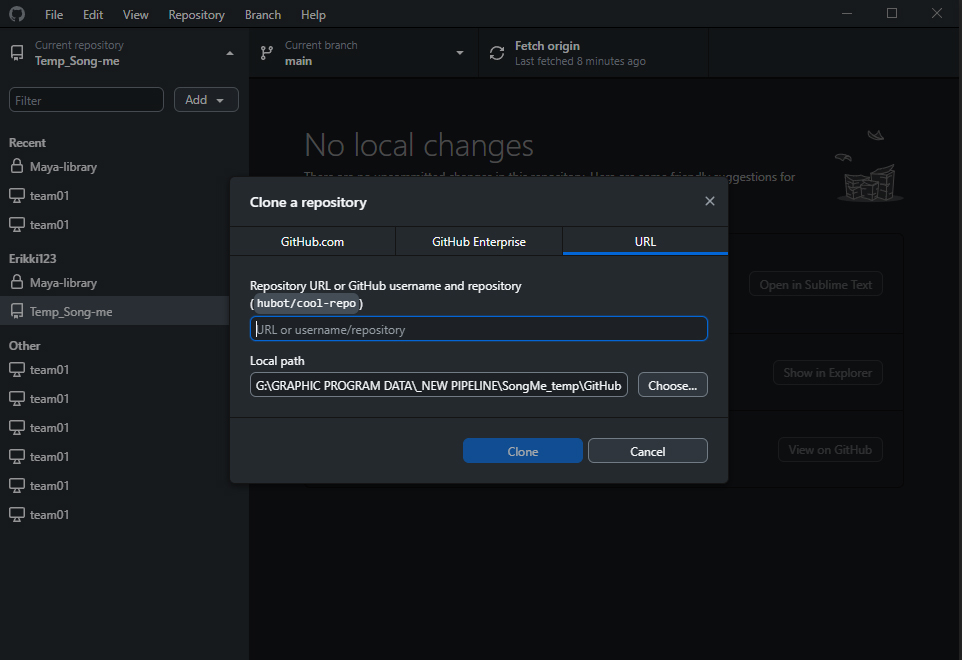 File Edit View Repository Branch Help
Current repository
Temp_Song-me
Current branch
main
Fetch origin
Last fetched 8 minutes ago
Filter
Add
Recent
Maya-library
team01
team01
Erikki123
Maya-library
Temp_Song-me
Other
team01
team01
team01
team01
team01
team01
No local changes
There are no uncommitted changes in this repository. Here are some friendly suggestions for
Open in Sublime Text
Show in Explorer
View on GitHub
Clone a repository
GitHub.com
GitHub Enterprise
URL
Repository URL or GitHub username and repository
(hubot/cool-repo)
URL or username/repository
Local path
G:\GRAPHIC PROGRAM DATA\_NEW PIPELINE\SongMe_temp\GitHub
Choose...
Clone
Cancel